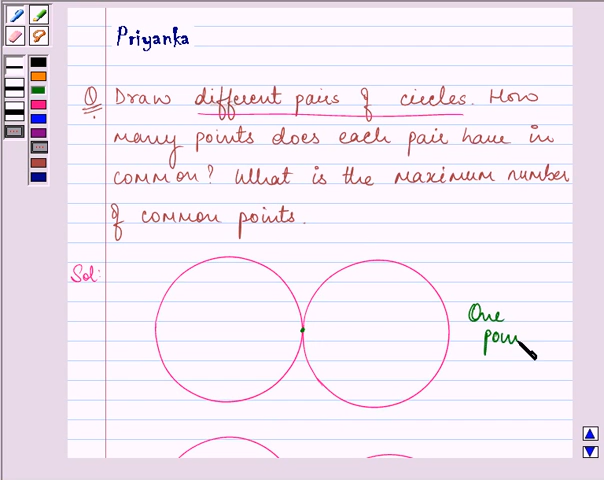 Priyanka
Q Draw different pairs of circles. How
many points does each pair have in
common? What is the maximum number
of common points.
Sol:
One
poin